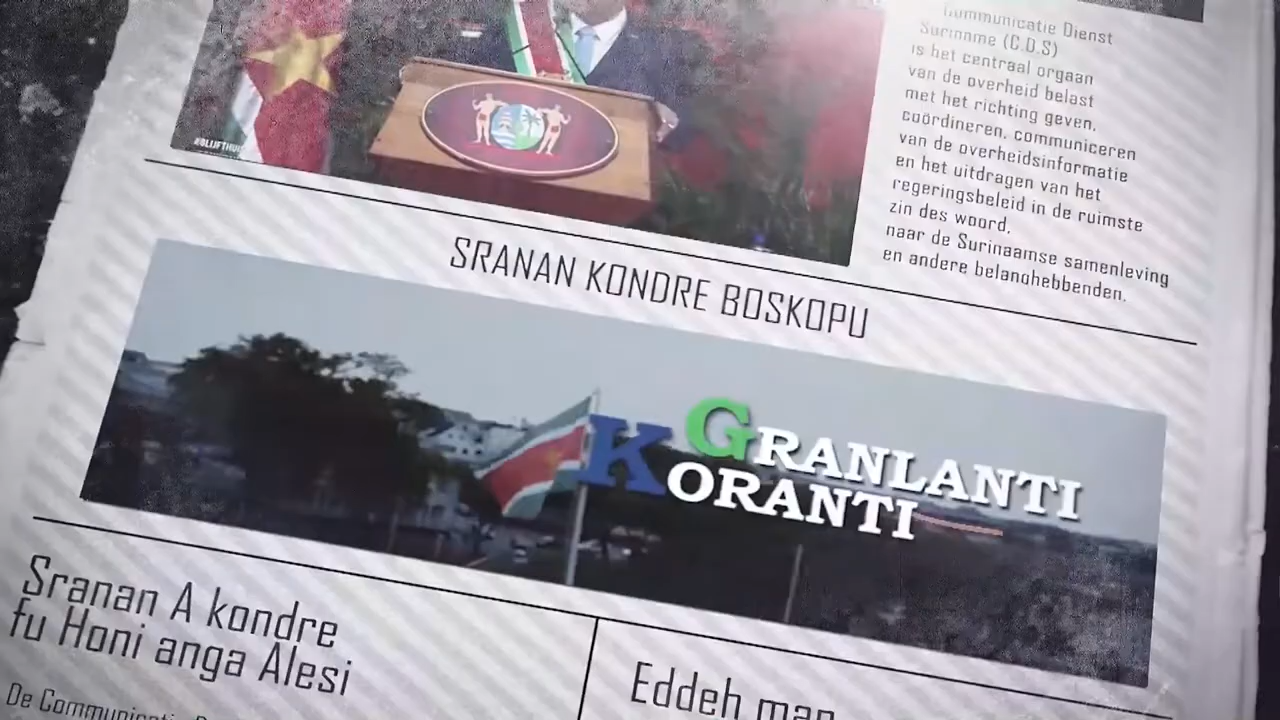 Communicatie Dienst
Suriname (C.D.S)
is het centraal orgaan
van de overheid belast
met het richting geven,
coördineren, communiceren
van de overheidsinformatie
en het uitdragen van het
regeringsbeleid in de ruimste
zin des woord,
naar de Surinaamse samenleving
en andere belanghebbenden.
SRANAN KONDRE BOSKOPU
GRANLANTI
KORANTI
Sranan A kondre
fu Honi anga Alesi
De
Eddeh man